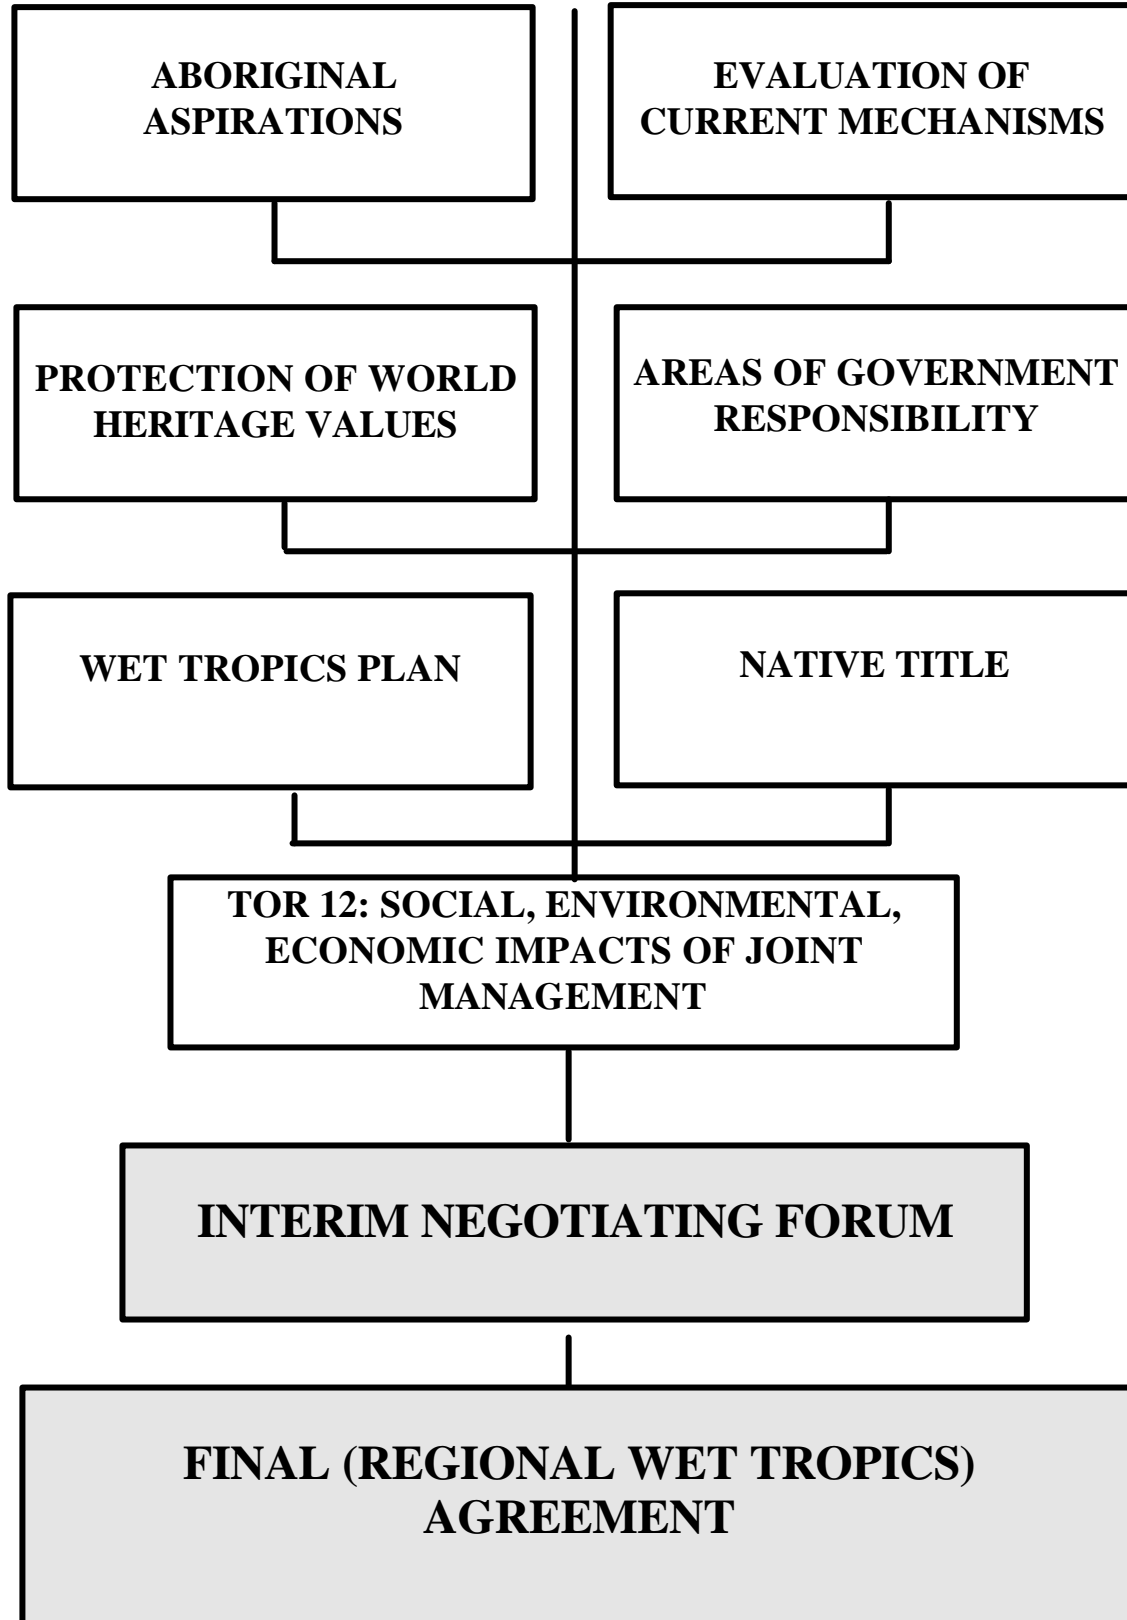 ABORIGINAL
ASPIRATIONS
EVALUATION OF
CURRENT MECHANISMS
PROTECTION OF WORLD
HERITAGE VALUES
AREAS OF GOVERNMENT
RESPONSIBILITY
WET TROPICS PLAN
NATIVE TITLE
TOR 12: SOCIAL, ENVIRONMENTAL,
ECONOMIC IMPACTS OF JOINT
MANAGEMENT
INTERIM NEGOTIATING FORUM
FINAL (REGIONAL WET TROPICS)
AGREEMENT